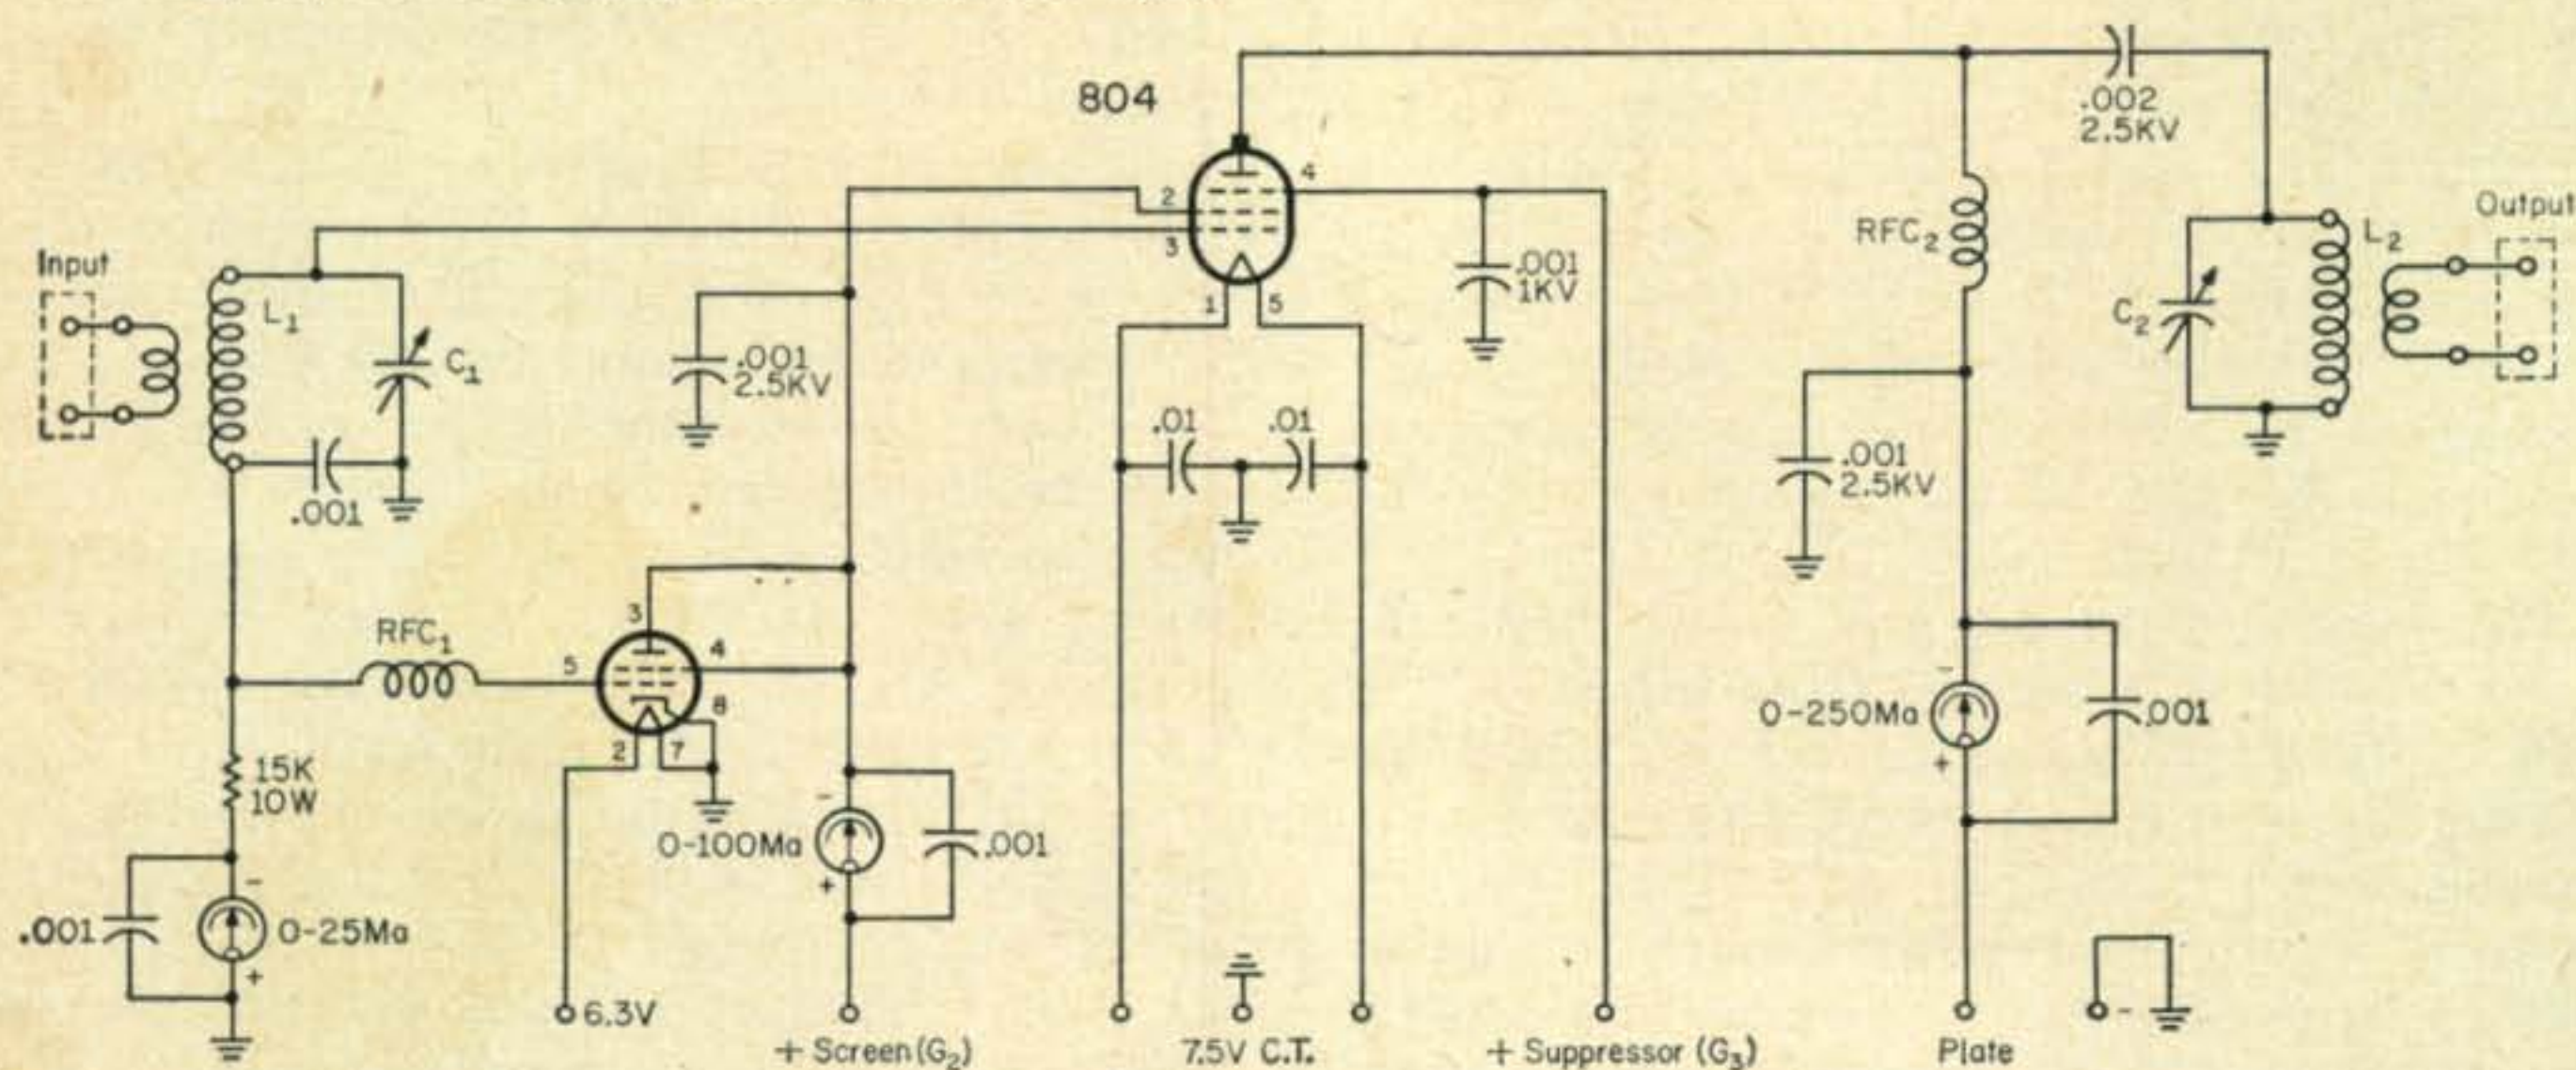 804
.002
2.5KV
4
2
3
1
5
Input
L₁
C₁
.001
.001
2.5KV
.001
1KV
RFC₂
Output
L₂
C₂
.01
.01
.001
2.5KV
RFC₁
3
5
4
8
2
7
15K
10W
.001
-
0-25Ma
+
6.3V
-
0-100Ma
+
.001
+ Screen (G₂)
7.5V C.T.
+ Suppressor (G₃)
-
0-250Ma
+
.001
Plate
-